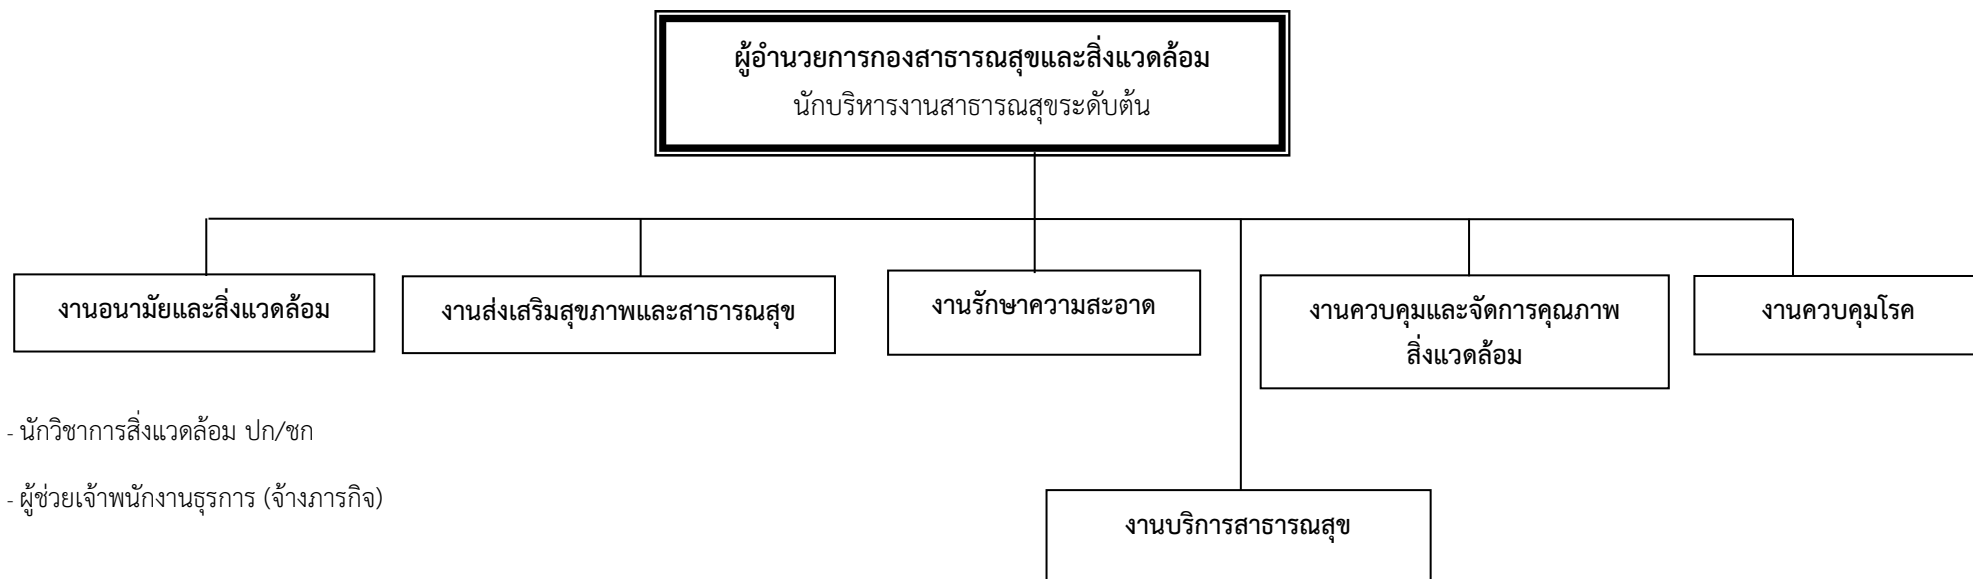 ผู้อำนวยการกองสาธารณสุขและสิ่งแวดล้อม
นักบริหารงานสาธารณสุขระดับต้น
งานอนามัยและสิ่งแวดล้อม
งานส่งเสริมสุขภาพและสาธารณสุข
งานรักษาความสะอาด
งานควบคุมและจัดการคุณภาพ
สิ่งแวดล้อม
งานควบคุมโรค
- นักวิชาการสิ่งแวดล้อม ปก/ชก
- ผู้ช่วยเจ้าพนักงานธุรการ (จ้างภารกิจ)
งานบริการสาธารณสุข